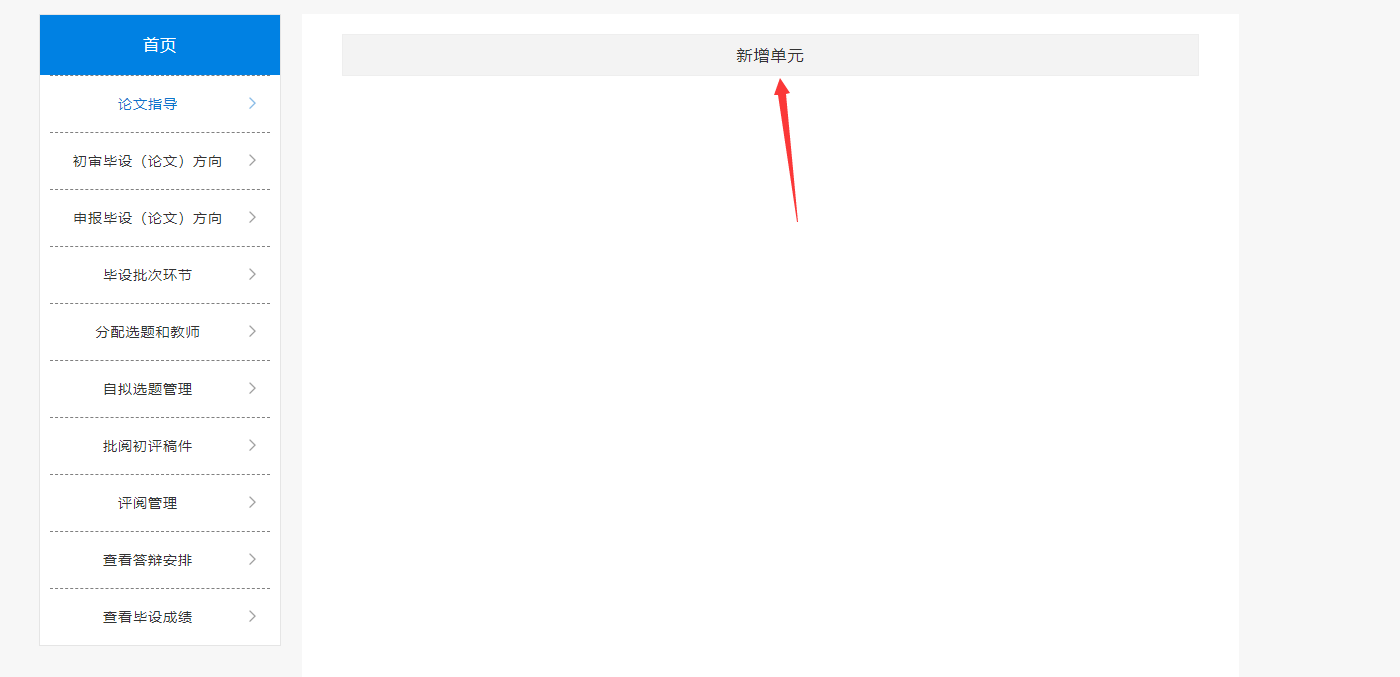 首页
论文指导
初审毕设（论文）方向
申报毕设（论文）方向
毕设批次环节
分配选题和教师
自拟选题管理
批阅初评稿件
评阅管理
查看答辩安排
查看毕设成绩
新增单元